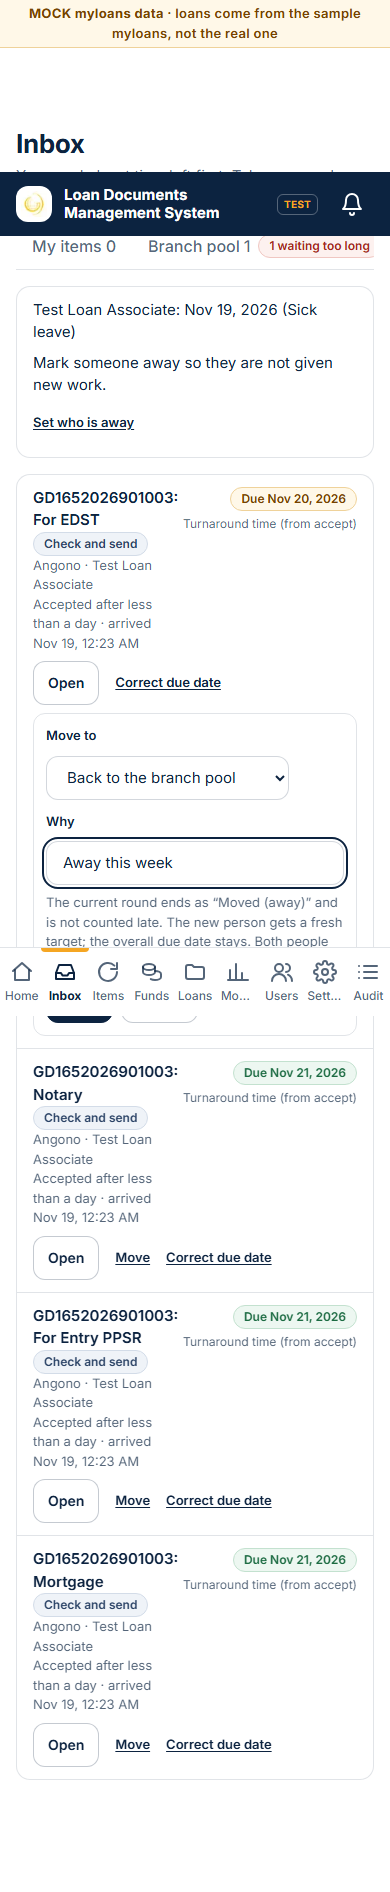 MOCK myloans data · loans come from the sample
myloans, not the real one
Inbox
Loan Documents
Management System
TEST
My items 0
Branch pool 1
1 waiting too long
Test Loan Associate: Nov 19, 2026 (Sick
leave)
Mark someone away so they are not given
new work.
Set who is away
GD1652026901003:
For EDST
Due Nov 20, 2026
Turnaround time (from accept)
Check and send
Angono · Test Loan
Associate
Accepted after less
than a day · arrived
Nov 19, 12:23 AM
Open
Correct due date
Move to
Back to the branch pool
Why
Away this week
The current round ends as “Moved (away)” and
is not counted late. The new person gets a fresh
target; the overall due date stays. Both people
Home
Inbox
Items
Funds
Loans
Mo...
Users
Sett...
Audit
GD1652026901003:
Notary
Due Nov 21, 2026
Turnaround time (from accept)
Check and send
Angono · Test Loan
Associate
Accepted after less
than a day · arrived
Nov 19, 12:23 AM
Open
Move
Correct due date
GD1652026901003:
For Entry PPSR
Due Nov 21, 2026
Turnaround time (from accept)
Check and send
Angono · Test Loan
Associate
Accepted after less
than a day · arrived
Nov 19, 12:23 AM
Open
Move
Correct due date
GD1652026901003:
Mortgage
Due Nov 21, 2026
Turnaround time (from accept)
Check and send
Angono · Test Loan
Associate
Accepted after less
than a day · arrived
Nov 19, 12:23 AM
Open
Move
Correct due date